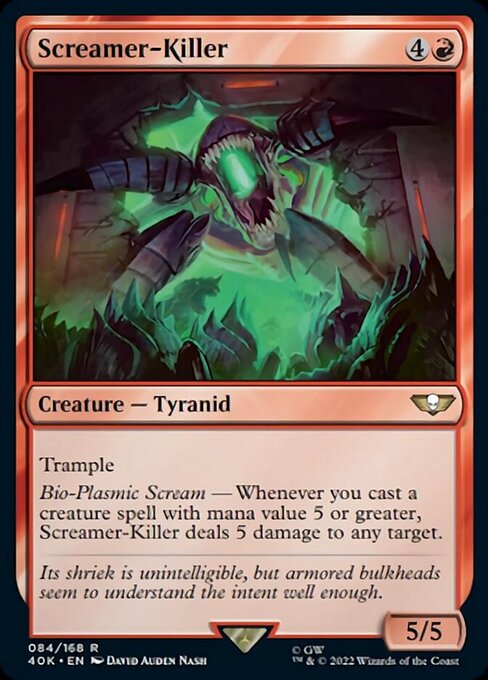 Screamer-Killer 4
Creature — Tyranid
Trample
Bio-Plasmic Scream — Whenever you cast a
creature spell with mana value 5 or greater,
Screamer-Killer deals 5 damage to any target.
Its shriek is unintelligible, but armored bulkheads
seem to understand the intent well enough.
5/5
084/168 R
40K • EN DAVID AUDEN NASH
© GW
™ & © 2022 Wizards of the Coast